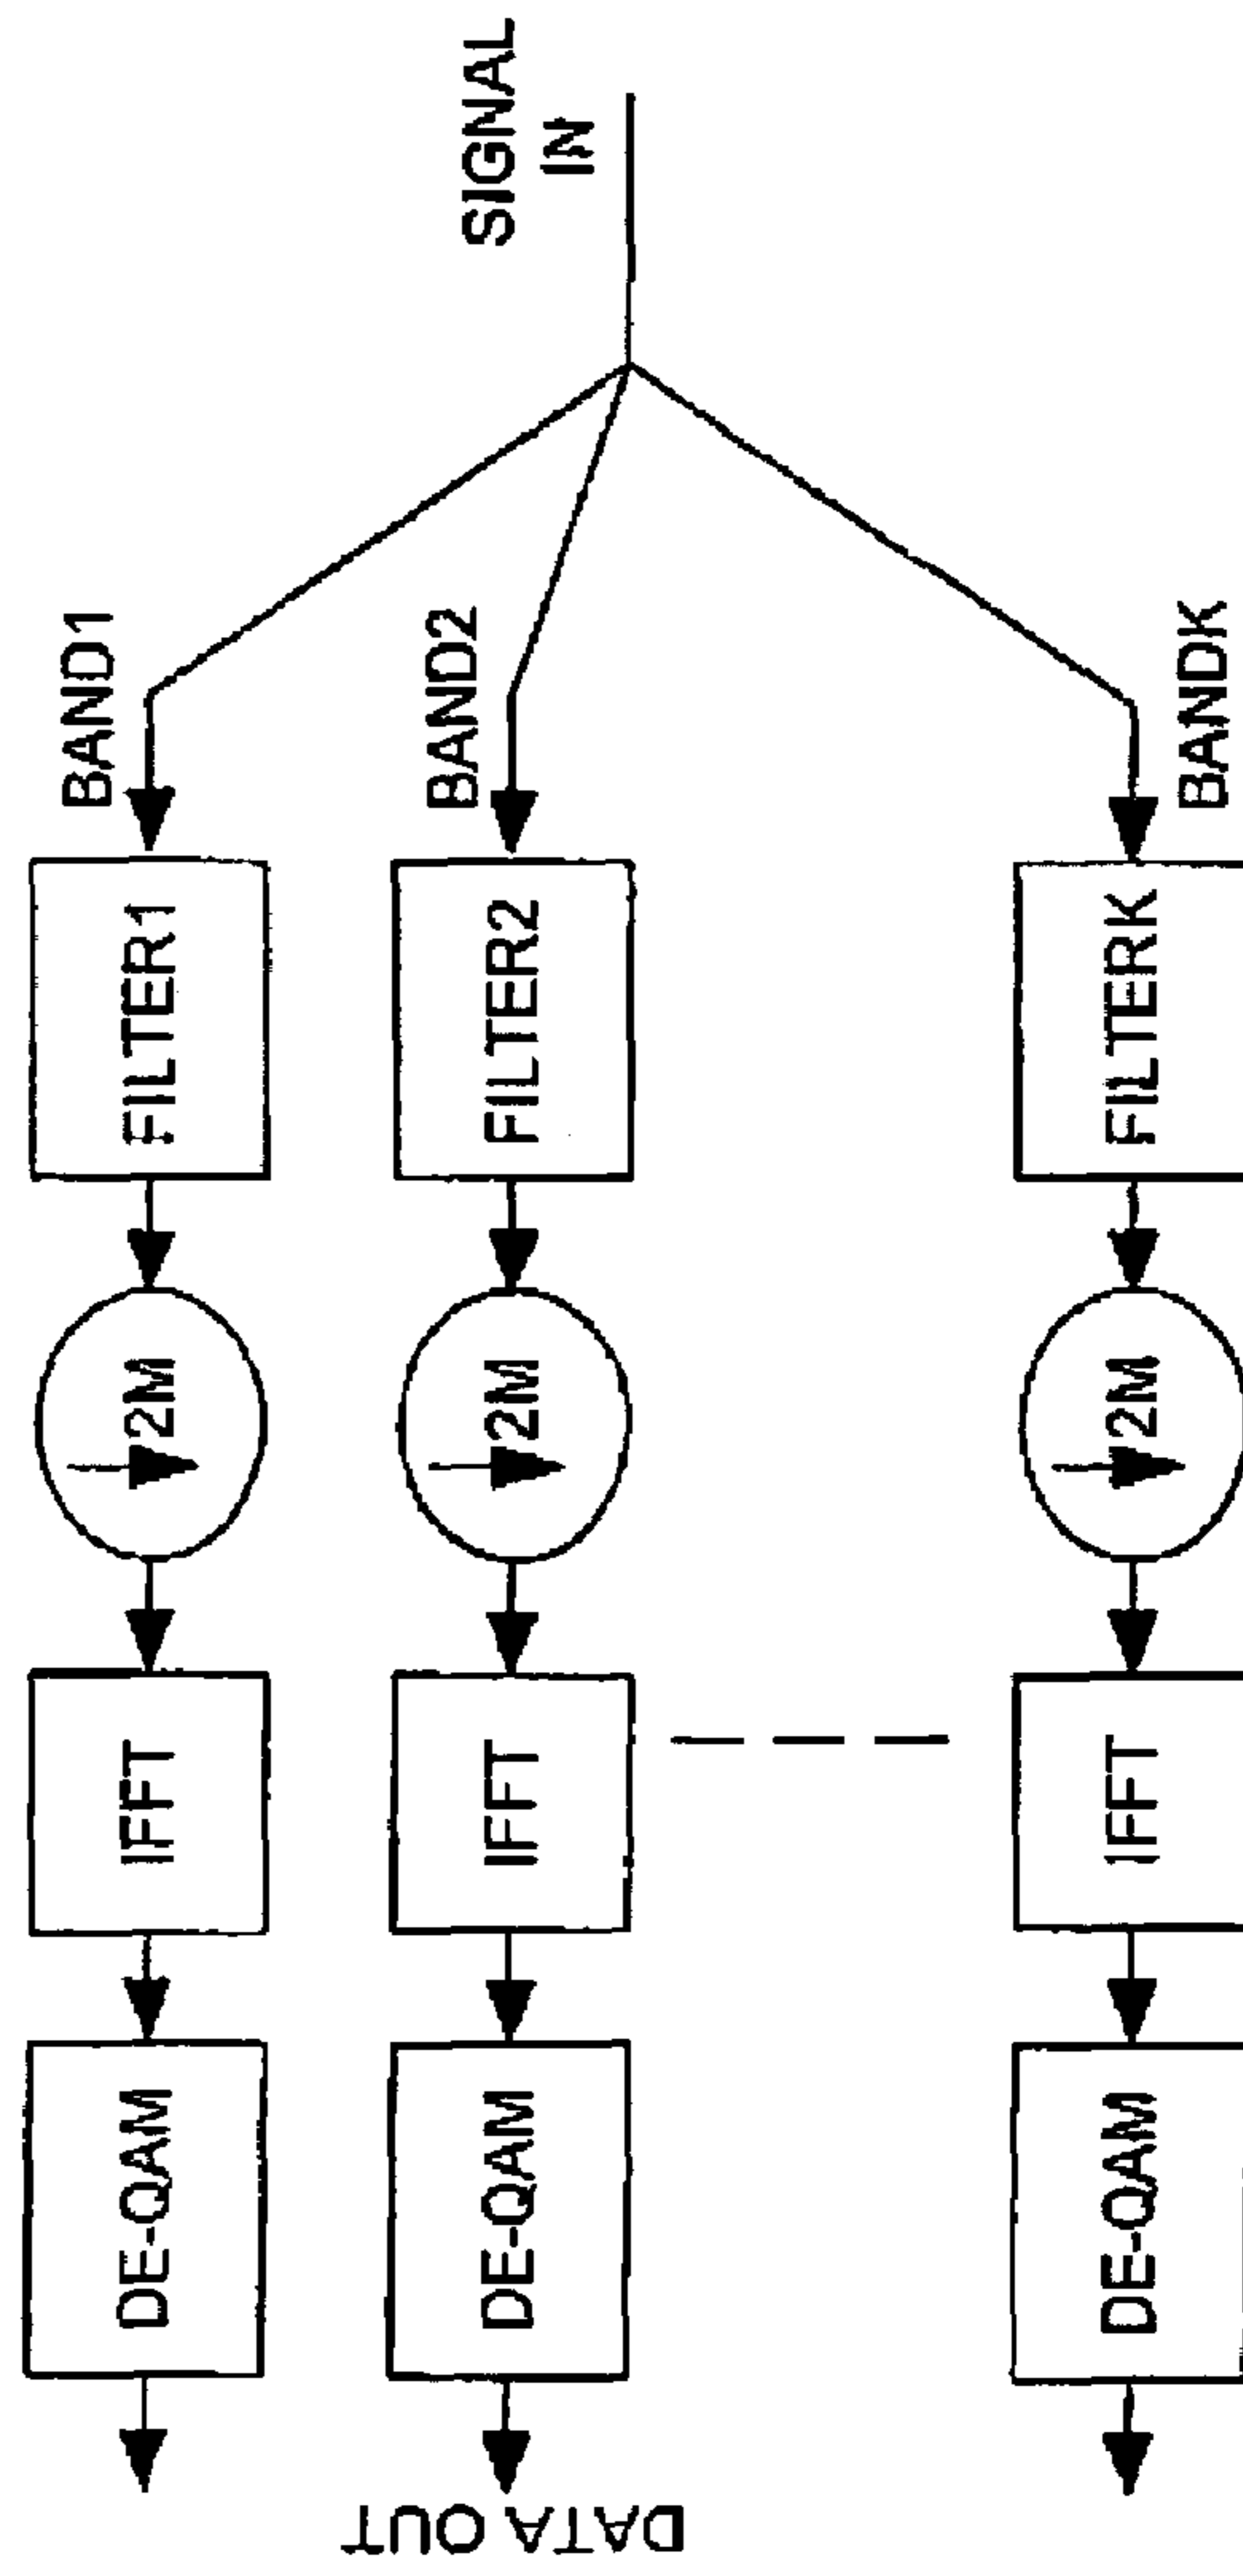 SIGNAL
IN
BAND1
BAND2
BANDK
FILTER1
FILTER2
FILTERK
2M
2M
2M
IFFT
IFFT
IFFT
DE-QAM
DE-QAM
DE-QAM
DATA OUT